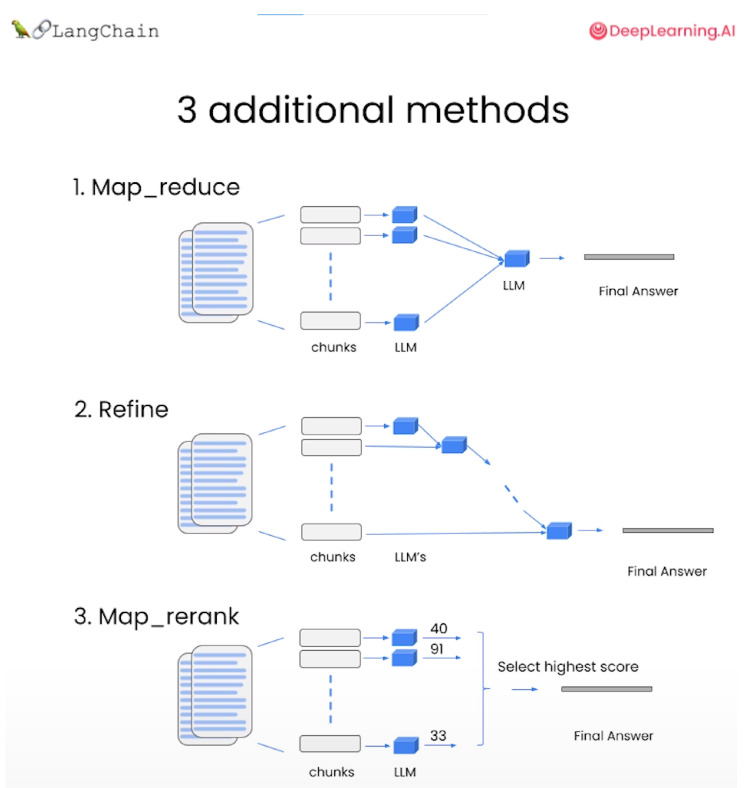 LangChain
DeepLearning.AI
3 additional methods
1. Map_reduce
LLM
Final Answer
chunks LLM
2. Refine
chunks LLM's
Final Answer
3. Map_rerank
40
91
Select highest score
33
Final Answer
chunks LLM